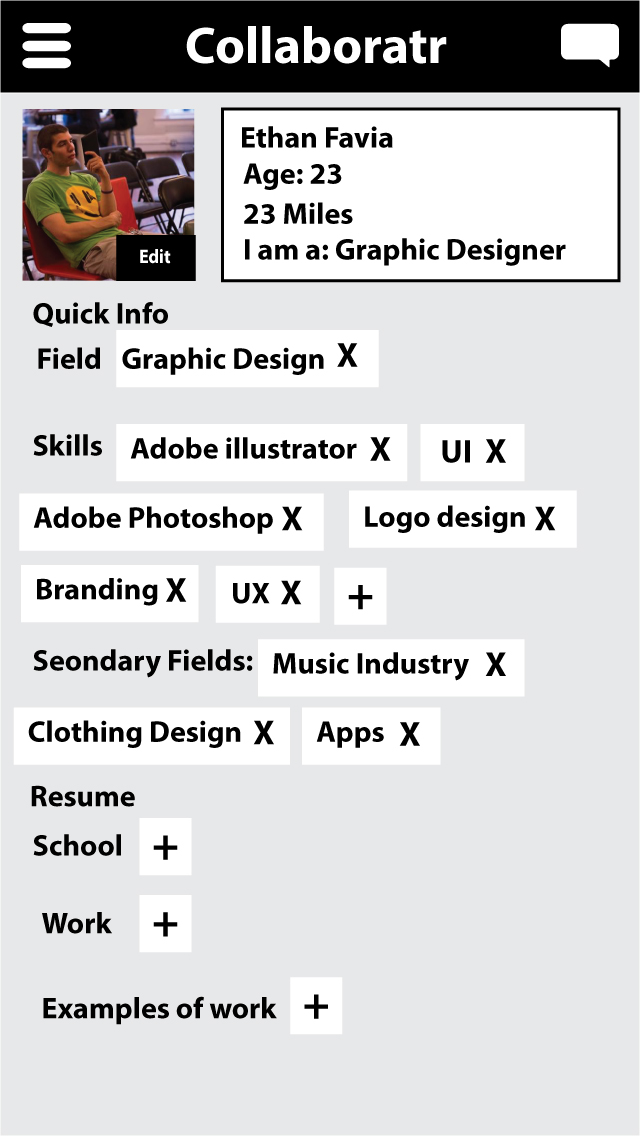 Collaboratr
Ethan Favia
Age: 23
23 Miles
I am a: Graphic Designer
Edit
Quick Info
Field Graphic Design X
Skills Adobe illustrator X UI X
Adobe Photoshop X Logo design X
Branding X UX X +
Seondary Fields: Music Industry X
Clothing Design X Apps X
Resume
School +
Work +
Examples of work +